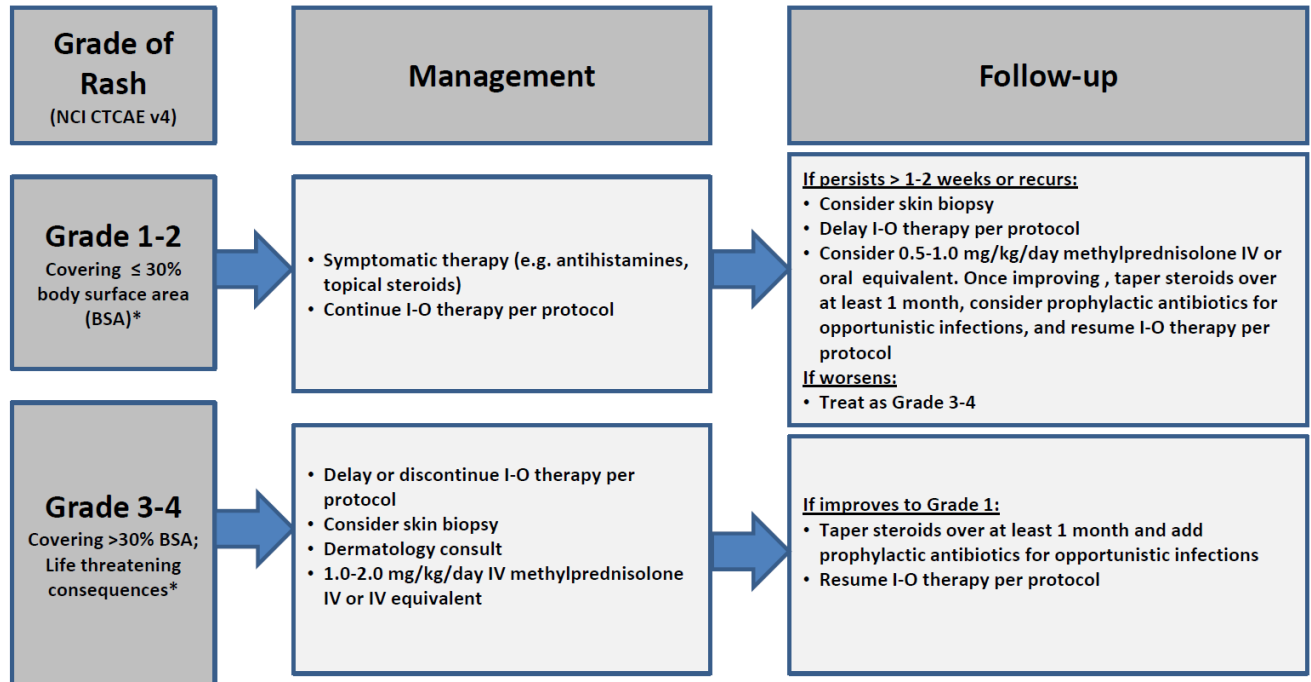 Grade of
Rash
(NCI CTCAE v4)
Management
Follow-up
Grade 1-2
Covering ≤ 30%
body surface area
(BSA)*
• Symptomatic therapy (e.g. antihistamines,
topical steroids)
• Continue I-O therapy per protocol
If persists > 1-2 weeks or recurs:
• Consider skin biopsy
• Delay I-O therapy per protocol
• Consider 0.5-1.0 mg/kg/day methylprednisolone IV or
oral equivalent. Once improving , taper steroids over
at least 1 month, consider prophylactic antibiotics for
opportunistic infections, and resume I-O therapy per
protocol
If worsens:
• Treat as Grade 3-4
Grade 3-4
Covering >30% BSA;
Life threatening
consequences*
• Delay or discontinue I-O therapy per
protocol
• Consider skin biopsy
• Dermatology consult
• 1.0-2.0 mg/kg/day IV methylprednisolone
IV or IV equivalent
If improves to Grade 1:
• Taper steroids over at least 1 month and add
prophylactic antibiotics for opportunistic infections
• Resume I-O therapy per protocol